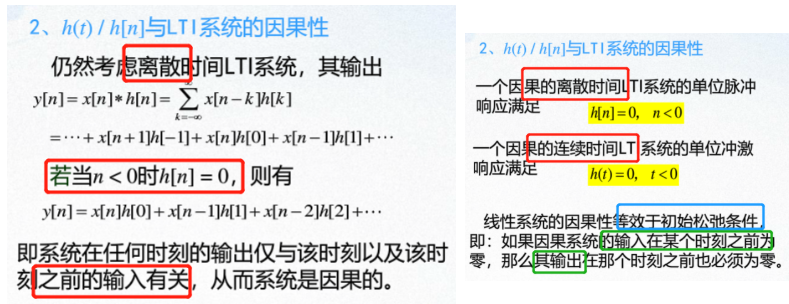 2、h(t) / h[n]与LTI系统的因果性
仍然考虑离散时间LTI系统，其输出
y[n] = x[n]*h[n] = ∑_{k=-∞}^{∞} x[n-k]h[k]
= ⋯ + x[n+1]h[-1] + x[n]h[0] + x[n-1]h[1] + ⋯
若当n < 0时h[n] = 0，则有
y[n] = x[n]h[0] + x[n-1]h[1] + x[n-2]h[2] + ⋯
即系统在任何时刻的输出仅与该时刻以及该时
刻之前的输入有关，从而系统是因果的。
2、h(t) / h[n]与LTI系统的因果性
一个因果的离散时间LTI系统的单位脉冲
响应满足 h[n] = 0, n < 0
一个因果的连续时间LTI系统的单位冲激
响应满足 h(t) = 0, t < 0
线性系统的因果性等效于初始松弛条件，
即：如果因果系统的输入在某个时刻之前为
零，那么其输出在那个时刻之前也必须为零。